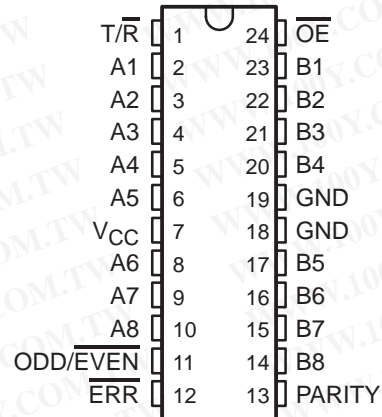 T/R 1 24 OE
A1 2 23 B1
A2 3 22 B2
A3 4 21 B3
A4 5 20 B4
A5 6 19 GND
VCC 7 18 GND
A6 8 17 B5
A7 9 16 B6
A8 10 15 B7
ODD/EVEN 11 14 B8
ERR 12 13 PARITY